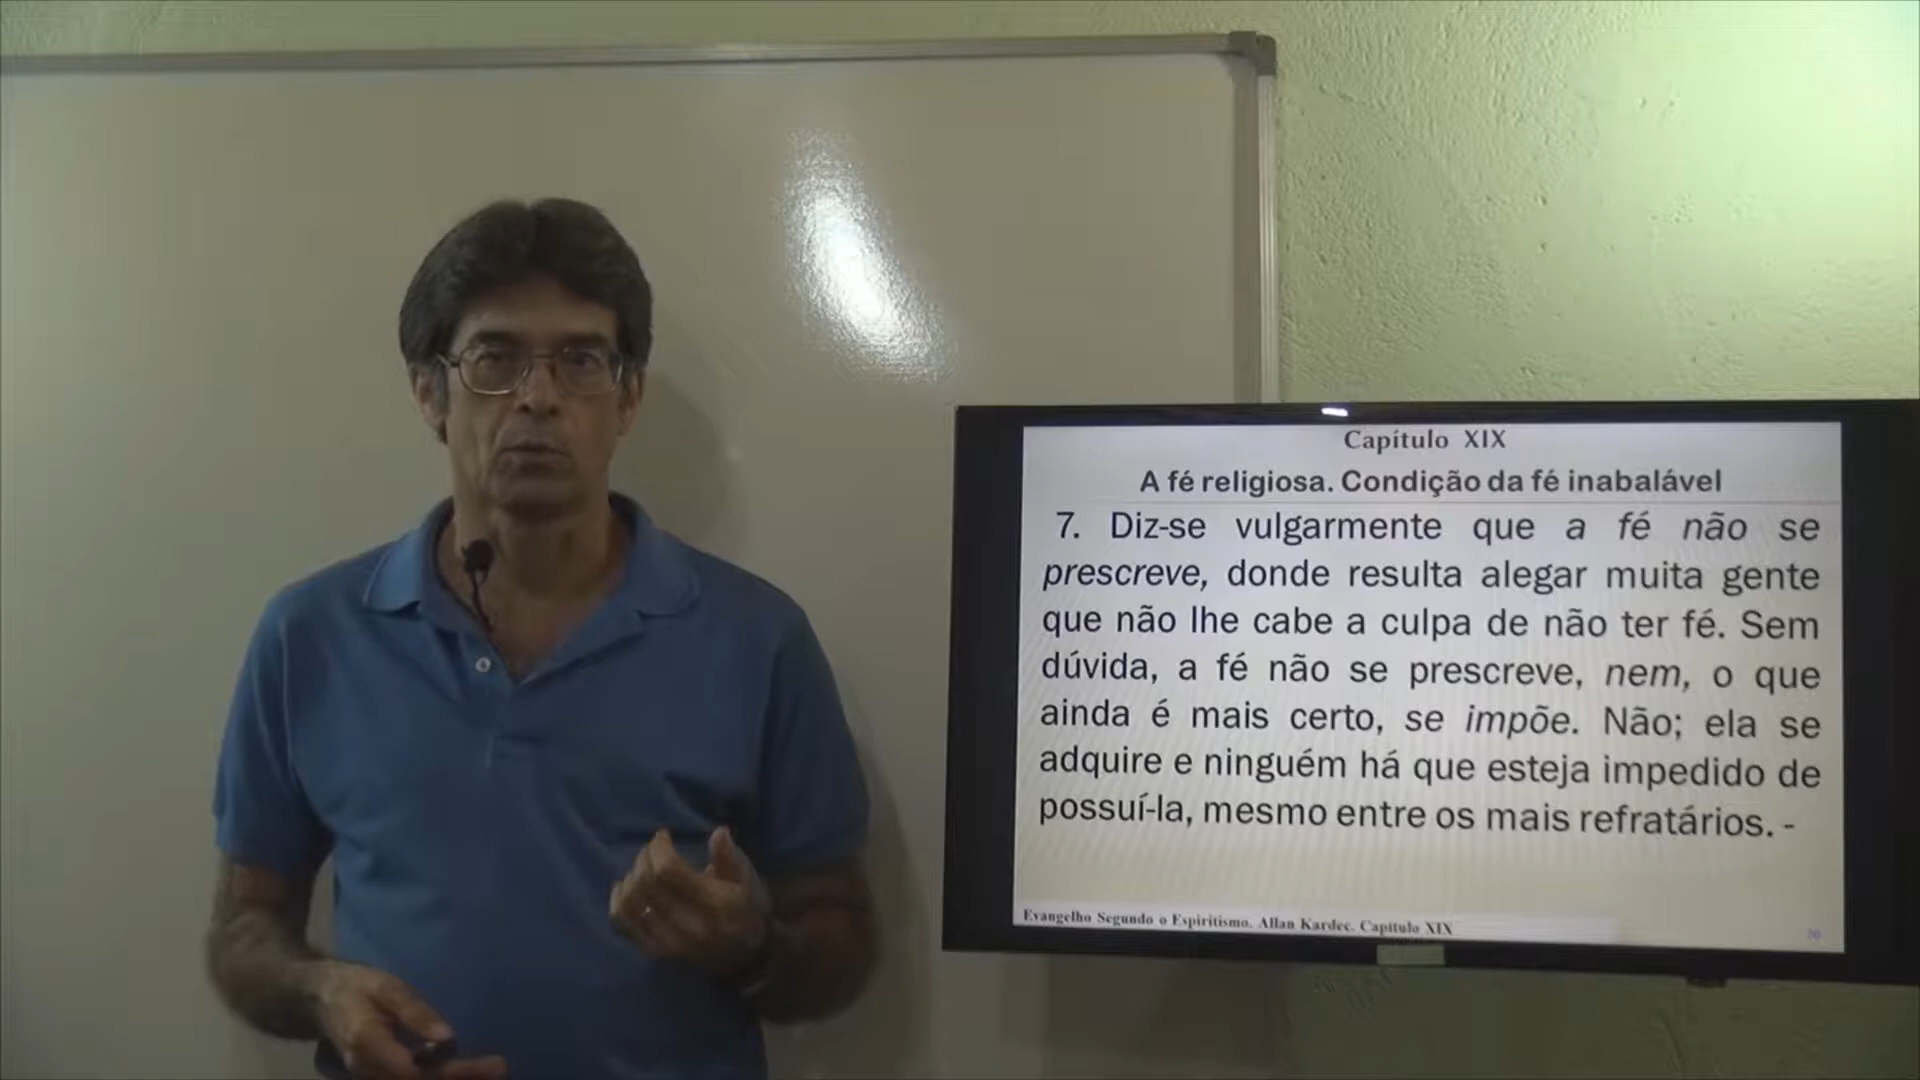 Capítulo XIX
A fé religiosa. Condição da fé inabalável
7. Diz-se vulgarmente que a fé não se
prescreve, donde resulta alegar muita gente
que não lhe cabe a culpa de não ter fé. Sem
dúvida, a fé não se prescreve, nem, o que
ainda é mais certo, se impõe. Não; ela se
adquire e ninguém há que esteja impedido de
possuí-la, mesmo entre os mais refratários. -
Evangelho Segundo o Espiritismo. Allan Kardec. Capítulo XIX